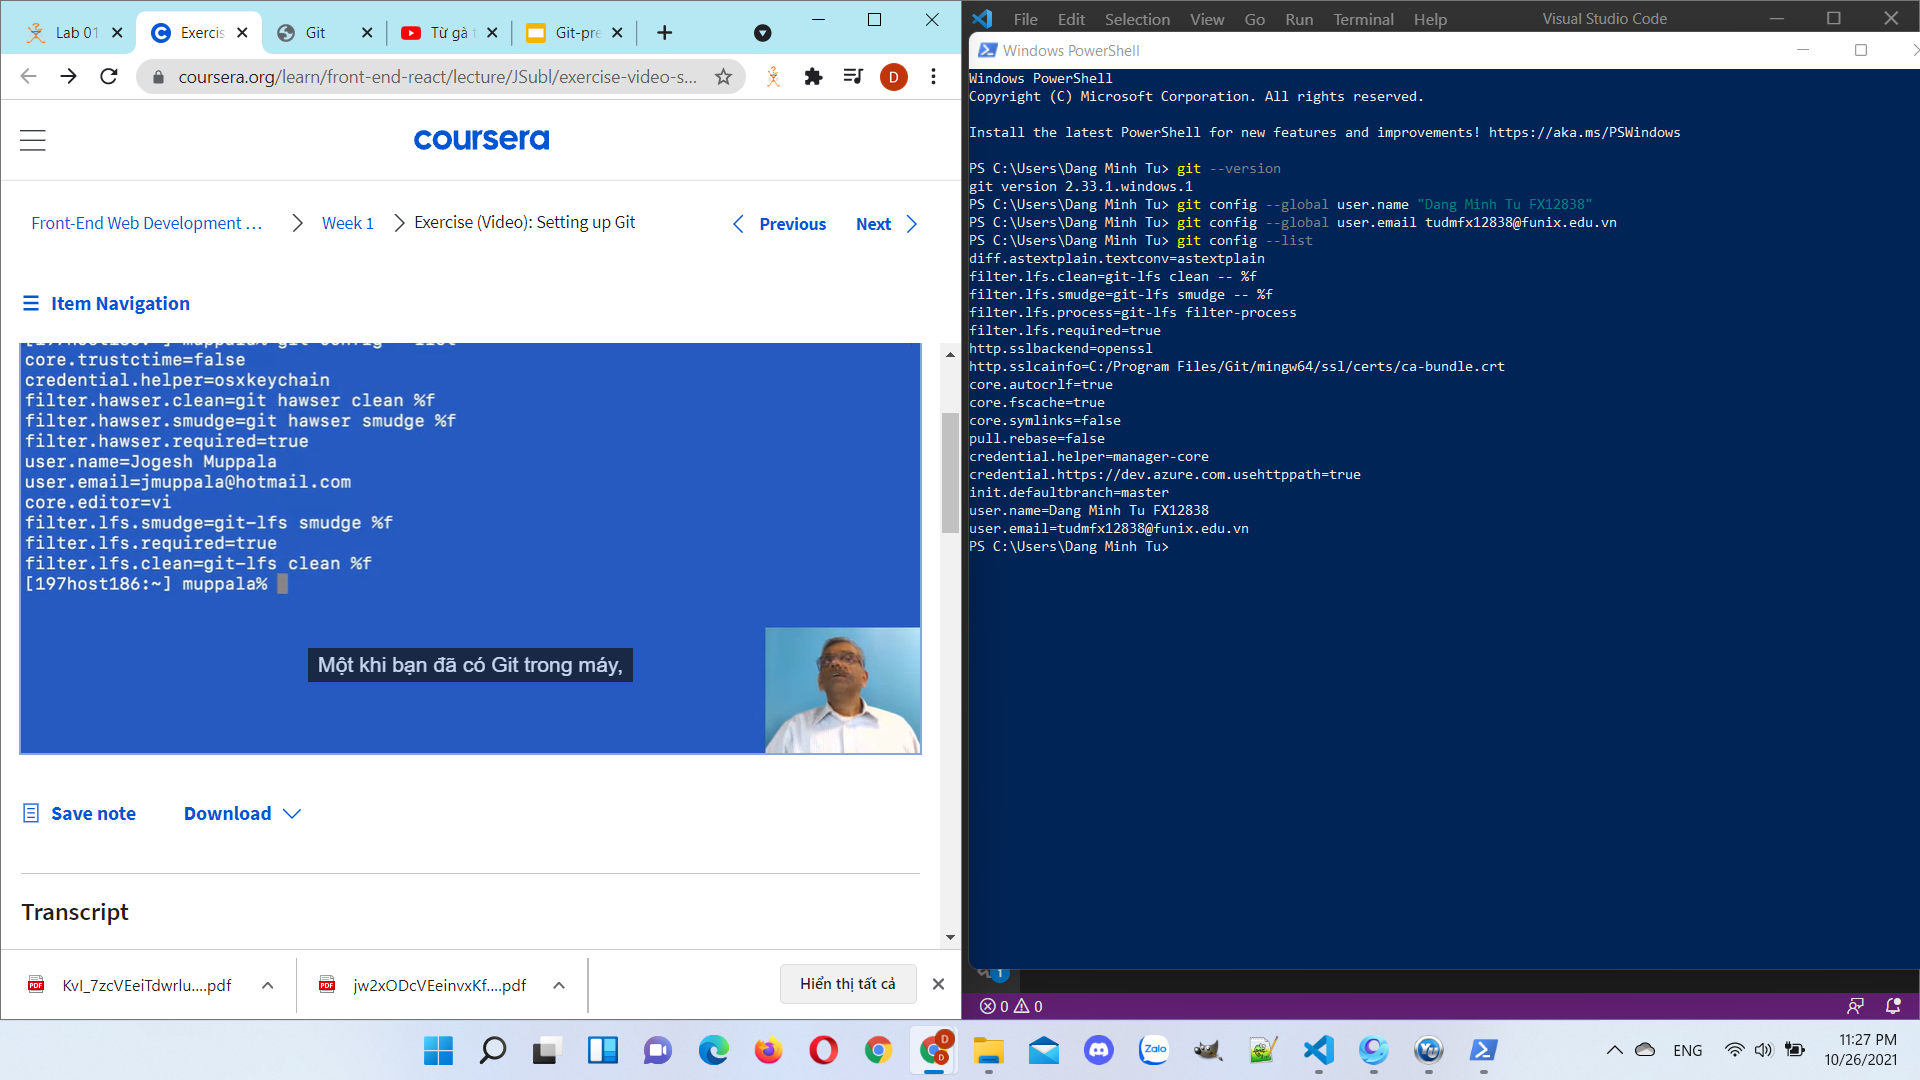 Lab 01
Exercis
Git
Từ gà t
Git-pre
coursera.org/learn/front-end-react/lecture/JSubl/exercise-video-s...
D
coursera
Front-End Web Development ...
Week 1
Exercise (Video): Setting up Git
Previous
Next
Item Navigation
core.trustctime=false
credential.helper=osxkeychain
filter.hawser.clean=git hawser clean %f
filter.hawser.smudge=git hawser smudge %f
filter.hawser.required=true
user.name=Jogesh Muppala
user.email=jmuppala@hotmail.com
core.editor=vi
filter.lfs.smudge=git-lfs smudge %f
filter.lfs.required=true
filter.lfs.clean=git-lfs clean %f
[197host186:~] muppala%
Một khi bạn đã có Git trong máy,
Save note
Download
Transcript
KvI_7zcVEeiTdwrlu....pdf
jw2xODcVEeinvxKf....pdf
Hiển thị tất cả
File Edit Selection View Go Run Terminal Help
Visual Studio Code
Windows PowerShell
Windows PowerShell
Copyright (C) Microsoft Corporation. All rights reserved.
Install the latest PowerShell for new features and improvements! https://aka.ms/PSWindows
PS C:\Users\Dang Minh Tu> git --version
git version 2.33.1.windows.1
PS C:\Users\Dang Minh Tu> git config --global user.name "Dang Minh Tu FX12838"
PS C:\Users\Dang Minh Tu> git config --global user.email tudmfx12838@funix.edu.vn
PS C:\Users\Dang Minh Tu> git config --list
diff.astextplain.textconv=astextplain
filter.lfs.clean=git-lfs clean -- %f
filter.lfs.smudge=git-lfs smudge -- %f
filter.lfs.process=git-lfs filter-process
filter.lfs.required=true
http.sslbackend=openssl
http.sslcainfo=C:/Program Files/Git/mingw64/ssl/certs/ca-bundle.crt
core.autocrlf=true
core.fscache=true
core.symlinks=false
pull.rebase=false
credential.helper=manager-core
credential.https://dev.azure.com.usehttppath=true
init.defaultbranch=master
user.name=Dang Minh Tu FX12838
user.email=tudmfx12838@funix.edu.vn
PS C:\Users\Dang Minh Tu>
1
0 0
D
D
Zalo
ENG
11:27 PM
10/26/2021